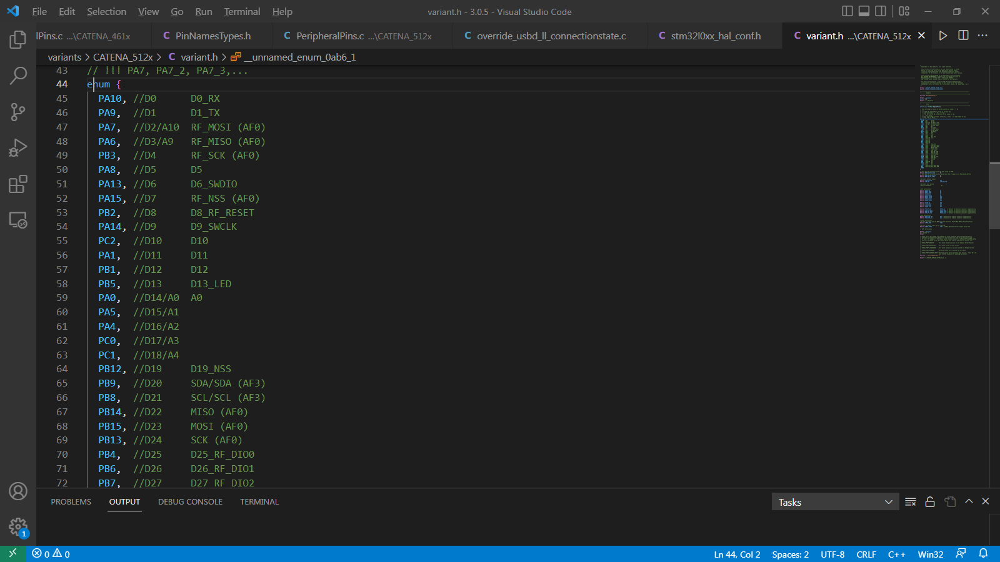 File Edit Selection View Go Run Terminal Help
variant.h - 3.0.5 - Visual Studio Code
lPins.c ...\CATENA_461x
C PinNamesTypes.h
C PeripheralPins.c ...\CATENA_512x
C override_usbd_ll_connectionstate.c
C stm32l0xx_hal_conf.h
C variant.h ...\CATENA_512x
variants > CATENA_512x > C variant.h > __unnamed_enum_0ab6_1
43 // !!! PA7, PA7_2, PA7_3,...
44 enum {
45 PA10, //D0 D0_RX
46 PA9, //D1 D1_TX
47 PA7, //D2/A10 RF_MOSI (AF0)
48 PA6, //D3/A9 RF_MISO (AF0)
49 PB3, //D4 RF_SCK (AF0)
50 PA8, //D5 D5
51 PA13, //D6 D6_SWDIO
52 PA15, //D7 RF_NSS (AF0)
53 PB2, //D8 D8_RF_RESET
54 PA14, //D9 D9_SWCLK
55 PC2, //D10 D10
56 PA1, //D11 D11
57 PB1, //D12 D12
58 PB5, //D13 D13_LED
59 PA0, //D14/A0 A0
60 PA5, //D15/A1
61 PA4, //D16/A2
62 PC0, //D17/A3
63 PC1, //D18/A4
64 PB12, //D19 D19_NSS
65 PB9, //D20 SDA/SDA (AF3)
66 PB8, //D21 SCL/SCL (AF3)
67 PB14, //D22 MISO (AF0)
68 PB15, //D23 MOSI (AF0)
69 PB13, //D24 SCK (AF0)
70 PB4, //D25 D25_RF_DIO0
71 PB6, //D26 D26_RF_DIO1
72 PB7, //D27 D27_RF_DIO2
PROBLEMS OUTPUT DEBUG CONSOLE TERMINAL
Tasks
1
0 0
Ln 44, Col 2 Spaces: 2 UTF-8 CRLF C++ Win32